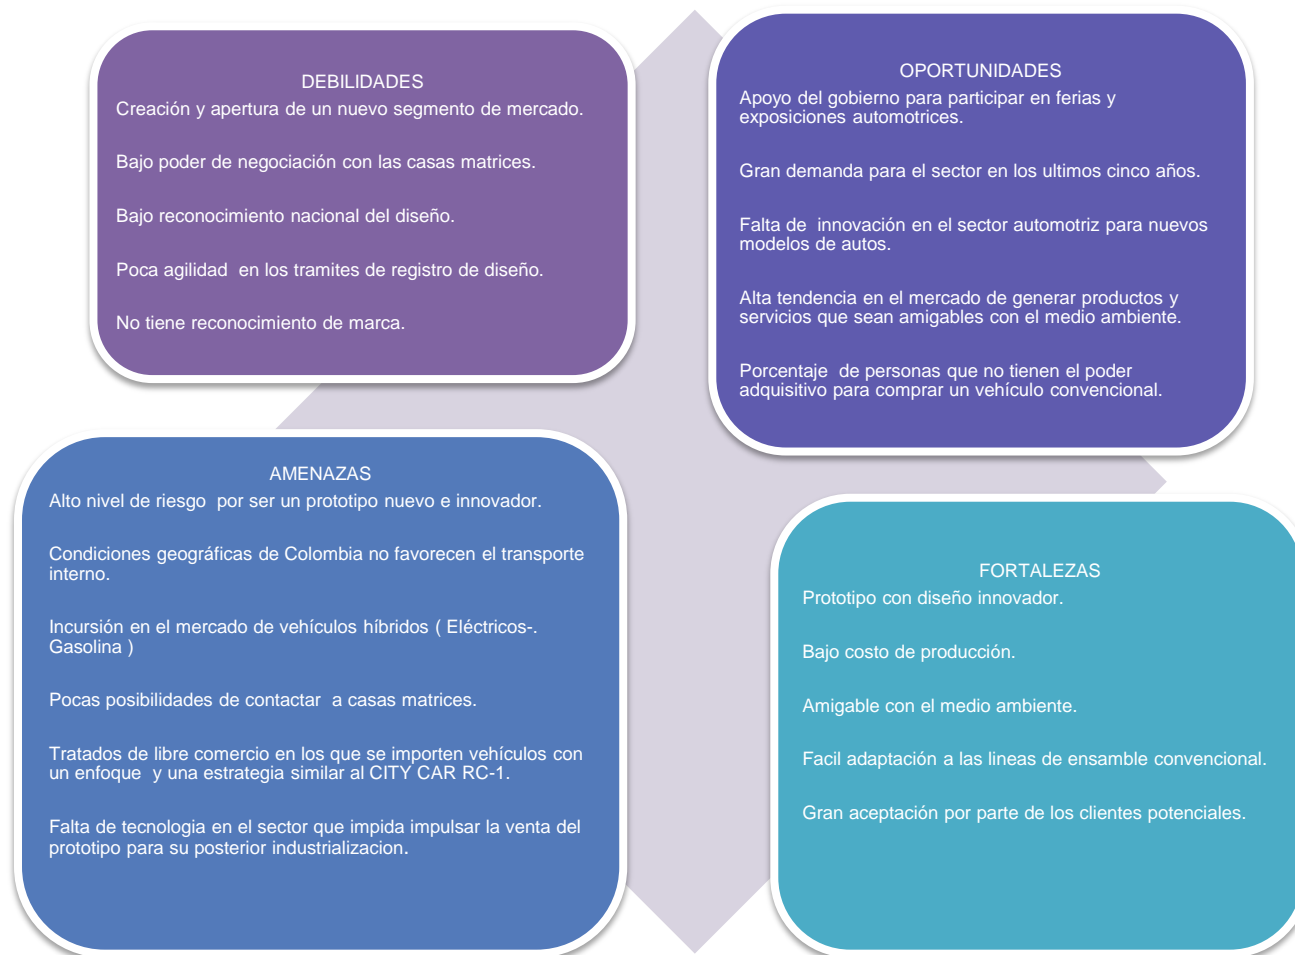 DEBILIDADES
Creación y apertura de un nuevo segmento de mercado.
Bajo poder de negociación con las casas matrices.
Bajo reconocimiento nacional del diseño.
Poca agilidad  en los tramites de registro de diseño.
No tiene reconocimiento de marca.
OPORTUNIDADES
Apoyo del gobierno para participar en ferias y
exposiciones automotrices.
Gran demanda para el sector en los ultimos cinco años.
Falta de  innovación en el sector automotriz para nuevos
modelos de autos.
Alta tendencia en el mercado de generar productos y
servicios que sean amigables con el medio ambiente.
Porcentaje  de personas que no tienen el poder
adquisitivo para comprar un vehículo convencional.
AMENAZAS
Alto nivel de riesgo  por ser un prototipo nuevo e innovador.
Condiciones geográficas de Colombia no favorecen el transporte
interno.
Incursión en el mercado de vehículos híbridos ( Eléctricos-.
Gasolina )
Pocas posibilidades de contactar  a casas matrices.
Tratados de libre comercio en los que se importen vehículos con
un enfoque  y una estrategia similar al CITY CAR RC-1.
Falta de tecnologia en el sector que impida impulsar la venta del
prototipo para su posterior industrializacion.
FORTALEZAS
Prototipo con diseño innovador.
Bajo costo de producción.
Amigable con el medio ambiente.
Facil adaptación a las lineas de ensamble convencional.
Gran aceptación por parte de los clientes potenciales.